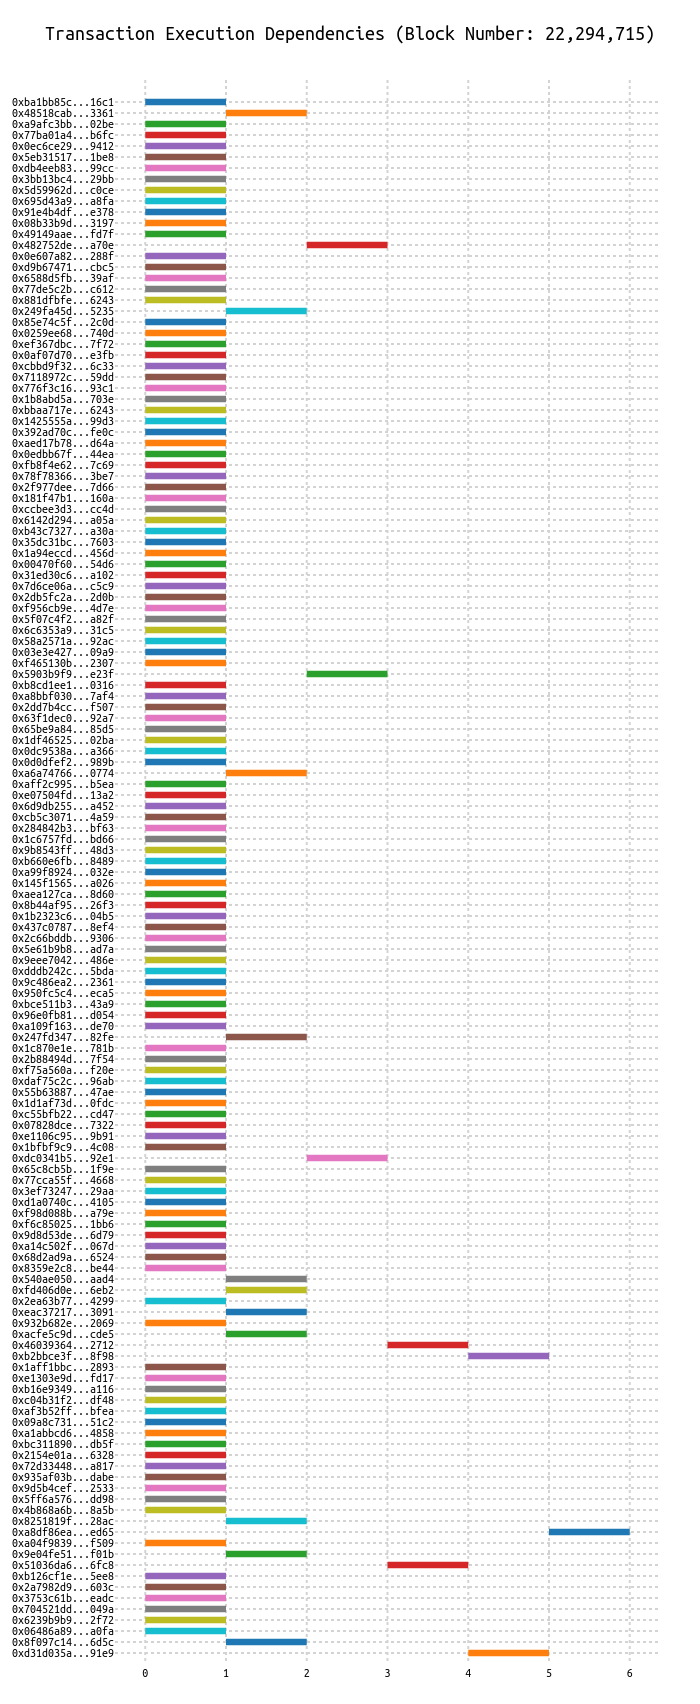 Transaction Execution Dependencies (Block Number: 22,294,715)
0xba1bb85c...16c1
0x48518cab...3361
0xa9afc3bb...02be
0x77ba01a4...b6fc
0x0ec6ce29...9412
0x5eb31517...1be8
0xdb4eeb83...99cc
0x3bb13bc4...29bb
0x5d59962d...c0ce
0x695d43a9...a8fa
0x91e4b4df...e378
0x08b33b9d...3197
0x49149aae...fd7f
0x482752de...a70e
0x0e607a82...288f
0xd9b67471...cbc5
0x6588d5fb...39af
0x77de5c2b...c612
0x881dfbfe...6243
0x249fa45d...5235
0x85e74c5f...2c0d
0x0259ee68...740d
0xef367dbc...7f72
0x0af07d70...e3fb
0xcbbd9f32...6c33
0x7118972c...59dd
0x776f3c16...93c1
0x1b8abd5a...703e
0xbbaa717e...6243
0x1425555a...99d3
0x392ad70c...fe0c
0xaed17b78...d64a
0x0edbb67f...44ea
0xfb8f4e62...7c69
0x78f78366...3be7
0x2f977dee...7d66
0x181f47b1...160a
0xccbee3d3...cc4d
0x6142d294...a05a
0xb43c7327...a30a
0x35dc31bc...7603
0x1a94eccd...456d
0x00470f60...54d6
0x31ed30c6...a102
0x7d6ce06a...c5c9
0x2db5fc2a...2d0b
0xf956cb9e...4d7e
0x5f07c4f2...a82f
0x6c6353a9...31c5
0x58a2571a...92ac
0x03e3e427...09a9
0xf465130b...2307
0x5903b9f9...e23f
0xb8cd1ee1...0316
0xa8bbf030...7af4
0x2dd7b4cc...f507
0x63f1dec0...92a7
0x65be9a84...85d5
0x1df46525...02ba
0x0dc9538a...a366
0x0d0dfef2...989b
0xa6a74766...0774
0xaff2c995...b5ea
0xe07504fd...13a2
0x6d9db255...a452
0xcb5c3071...4a59
0x284842b3...bf63
0x1c6757fd...bd66
0x9b8543ff...48d3
0xb660e6fb...8489
0xa99f8924...032e
0x145f1565...a026
0xaea127ca...8d60
0x8b44af95...26f3
0x1b2323c6...04b5
0x437c0787...8ef4
0x2c66bddb...9306
0x5e61b9b8...ad7a
0x9eee7042...486e
0xdddb242c...5bda
0x9c486ea2...2361
0x950fc5c4...eca5
0xbce511b3...43a9
0x96e0fb81...d054
0xa109f163...de70
0x247fd347...82fe
0x1c870e1e...781b
0x2b88494d...7f54
0xf75a560a...f20e
0xdaf75c2c...96ab
0x55b63887...47ae
0x1d1af73d...0fdc
0xc55bfb22...cd47
0x07828dce...7322
0xe1106c95...9b91
0x1bfbf9c9...4c08
0xdc0341b5...92e1
0x65c8cb5b...1f9e
0x77cca55f...4668
0x3ef73247...29aa
0xd1a0740c...4105
0xf98d088b...a79e
0xf6c85025...1bb6
0x9d8d53de...6d79
0xa14c502f...067d
0x68d2ad9a...6524
0x8359e2c8...be44
0x540ae050...aad4
0xfd406d0e...6eb2
0x2ea63b77...4299
0xeac37217...3091
0x932b682e...2069
0xacfe5c9d...cde5
0x46039364...2712
0xb2bbce3f...8f98
0x1aff1bbc...2893
0xe1303e9d...fd17
0xb16e9349...a116
0xc04b31f2...df48
0xaf3b52ff...bfea
0x09a8c731...51c2
0xa1abbcd6...4858
0xbc311890...db5f
0x2154e01a...6328
0x72d33448...a817
0x935af03b...dabe
0x9d5b4cef...2533
0x5ff6a576...dd98
0x4b868a6b...8a5b
0x8251819f...28ac
0xa8df86ea...ed65
0xa04f9839...f509
0x9e04fe51...f01b
0x51036da6...6fc8
0xb126cf1e...5ee8
0x2a7982d9...603c
0x3753c61b...eadc
0x704521dd...049a
0x6239b9b9...2f72
0x06486a89...a0fa
0x8f097c14...6d5c
0xd31d035a...91e9
0 1 2 3 4 5 6